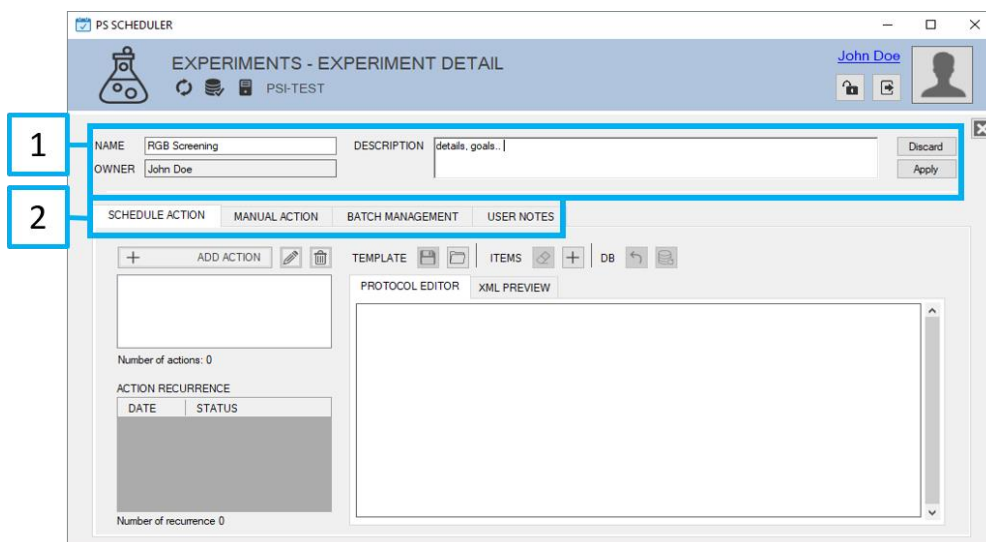 PS SCHEDULER
EXPERIMENTS - EXPERIMENT DETAIL
PSI-TEST
John Doe
1
NAME RGB Screening DESCRIPTION details, goals.. Discard
OWNER John Doe Apply
2
SCHEDULE ACTION MANUAL ACTION BATCH MANAGEMENT USER NOTES
+ ADD ACTION TEMPLATE ITEMS + DB
PROTOCOL EDITOR XML PREVIEW
Number of actions: 0
ACTION RECURRENCE
DATE STATUS
Number of recurrence 0